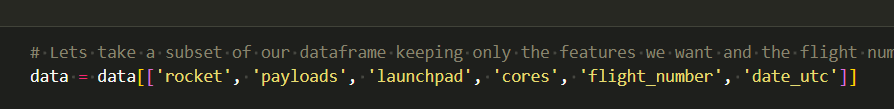 # Lets take a subset of our dataframe keeping only the features we want and the flight
data = data[['rocket', 'payloads', 'launchpad', 'cores', 'flight_number', 'date_utc']]